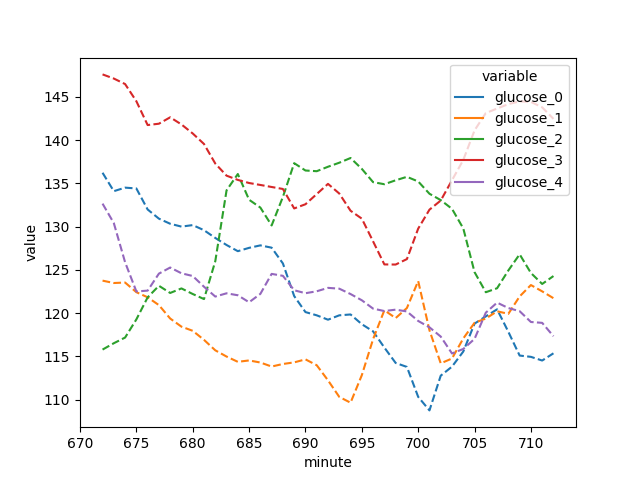 variable
glucose_0
glucose_1
glucose_2
glucose_3
glucose_4
value
145
140
135
130
125
120
115
110
670 675 680 685 690 695 700 705 710
minute